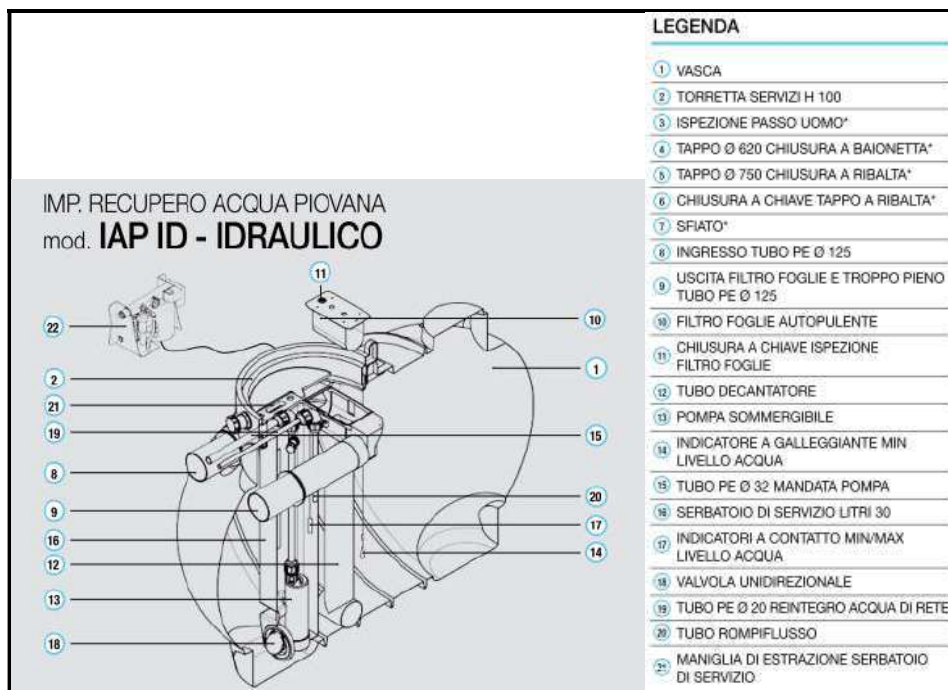 IMP. RECUPERO ACQUA PIOVANA
mod. IAP ID - IDRAULICO
11
22
10
2
1
21
19
15
8
9
20
16
17
12
14
13
18
LEGENDA
1 VASCA
2 TORRETTA SERVIZI H 100
3 ISPEZIONE PASSO UOMO*
4 TAPPO Ø 620 CHIUSURA A BAIONETTA*
5 TAPPO Ø 750 CHIUSURA A RIBALTA*
6 CHIUSURA A CHIAVE TAPPO A RIBALTA*
7 SFIATO*
8 INGRESSO TUBO PE Ø 125
9 USCITA FILTRO FOGLIE E TROPPO PIENO
TUBO PE Ø 125
10 FILTRO FOGLIE AUTOPULENTE
11 CHIUSURA A CHIAVE ISPEZIONE
FILTRO FOGLIE
12 TUBO DECANTATORE
13 POMPA SOMMERGIBILE
14 INDICATORE A GALLEGGIANTE MIN
LIVELLO ACQUA
15 TUBO PE Ø 32 MANDATA POMPA
16 SERBATOIO DI SERVIZIO LITRI 30
17 INDICATORI A CONTATTO MIN/MAX
LIVELLO ACQUA
18 VALVOLA UNIDIREZIONALE
19 TUBO PE Ø 20 REINTEGRO ACQUA DI RETE
20 TUBO ROMPIFLUSSO
21 MANIGLIA DI ESTRAZIONE SERBATOIO
DI SERVIZIO